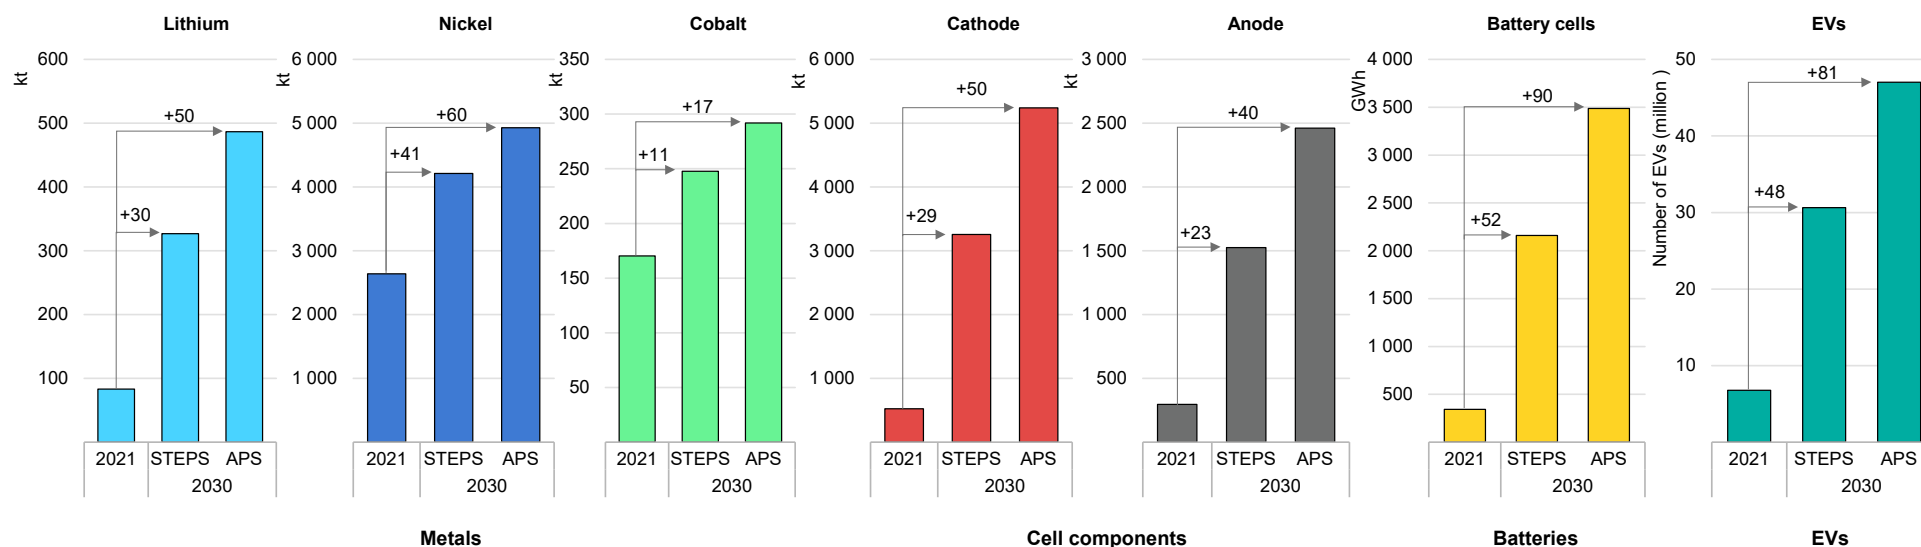 Lithium
kt
600
500
400
300
200
100
+50
+30
2021 STEPS APS
2030
Nickel
kt
6 000
5 000
4 000
3 000
2 000
1 000
+60
+41
2021 STEPS APS
2030
Cobalt
kt
350
300
250
200
150
100
50
+17
+11
2021 STEPS APS
2030
Metals
Cathode
kt
6 000
5 000
4 000
3 000
2 000
1 000
+50
+29
2021 STEPS APS
2030
Anode
kt
3 000
2 500
2 000
1 500
1 000
500
+40
+23
2021 STEPS APS
2030
Cell components
Battery cells
GWh
4 000
3 500
3 000
2 500
2 000
1 500
1 000
500
+90
+52
2021 STEPS APS
2030
Batteries
EVs
Number of EVs (million )
50
40
30
20
10
+81
+48
2021 STEPS APS
2030
EVs